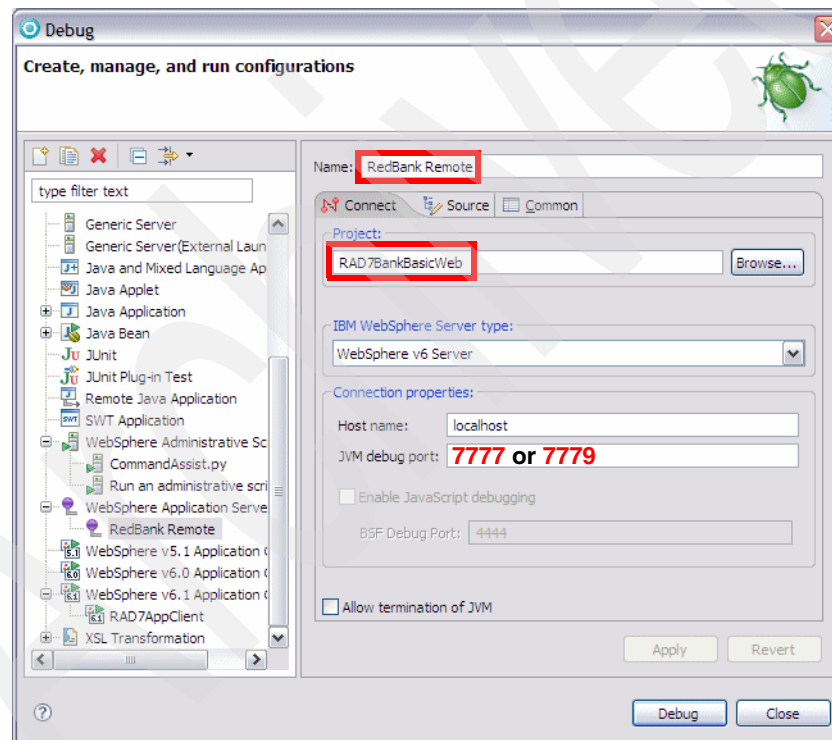 Debug
Create, manage, and run configurations
type filter text
Generic Server
Generic Server(External Laun
Java and Mixed Language Ap
Java Applet
Java Application
Java Bean
Ju JUnit
JUnit Plug-in Test
Remote Java Application
SWT Application
WebSphere Administrative Sc
CommandAssist.py
Run an administrative scri
WebSphere Application Serve
RedBank Remote
WebSphere v5.1 Application
WebSphere v6.0 Application
WebSphere v6.1 Application
RAD7AppClient
XSL Transformation
Name: RedBank Remote
Connect Source Common
Project:
RAD7BankBasicWeb Browse...
IBM WebSphere Server type:
WebSphere v6 Server
Connection properties:
Host name: localhost
JVM debug port: 7777 or 7779
Enable JavaScript debugging
BSF Debug Port: 4444
Allow termination of JVM
Apply Revert
? Debug Close